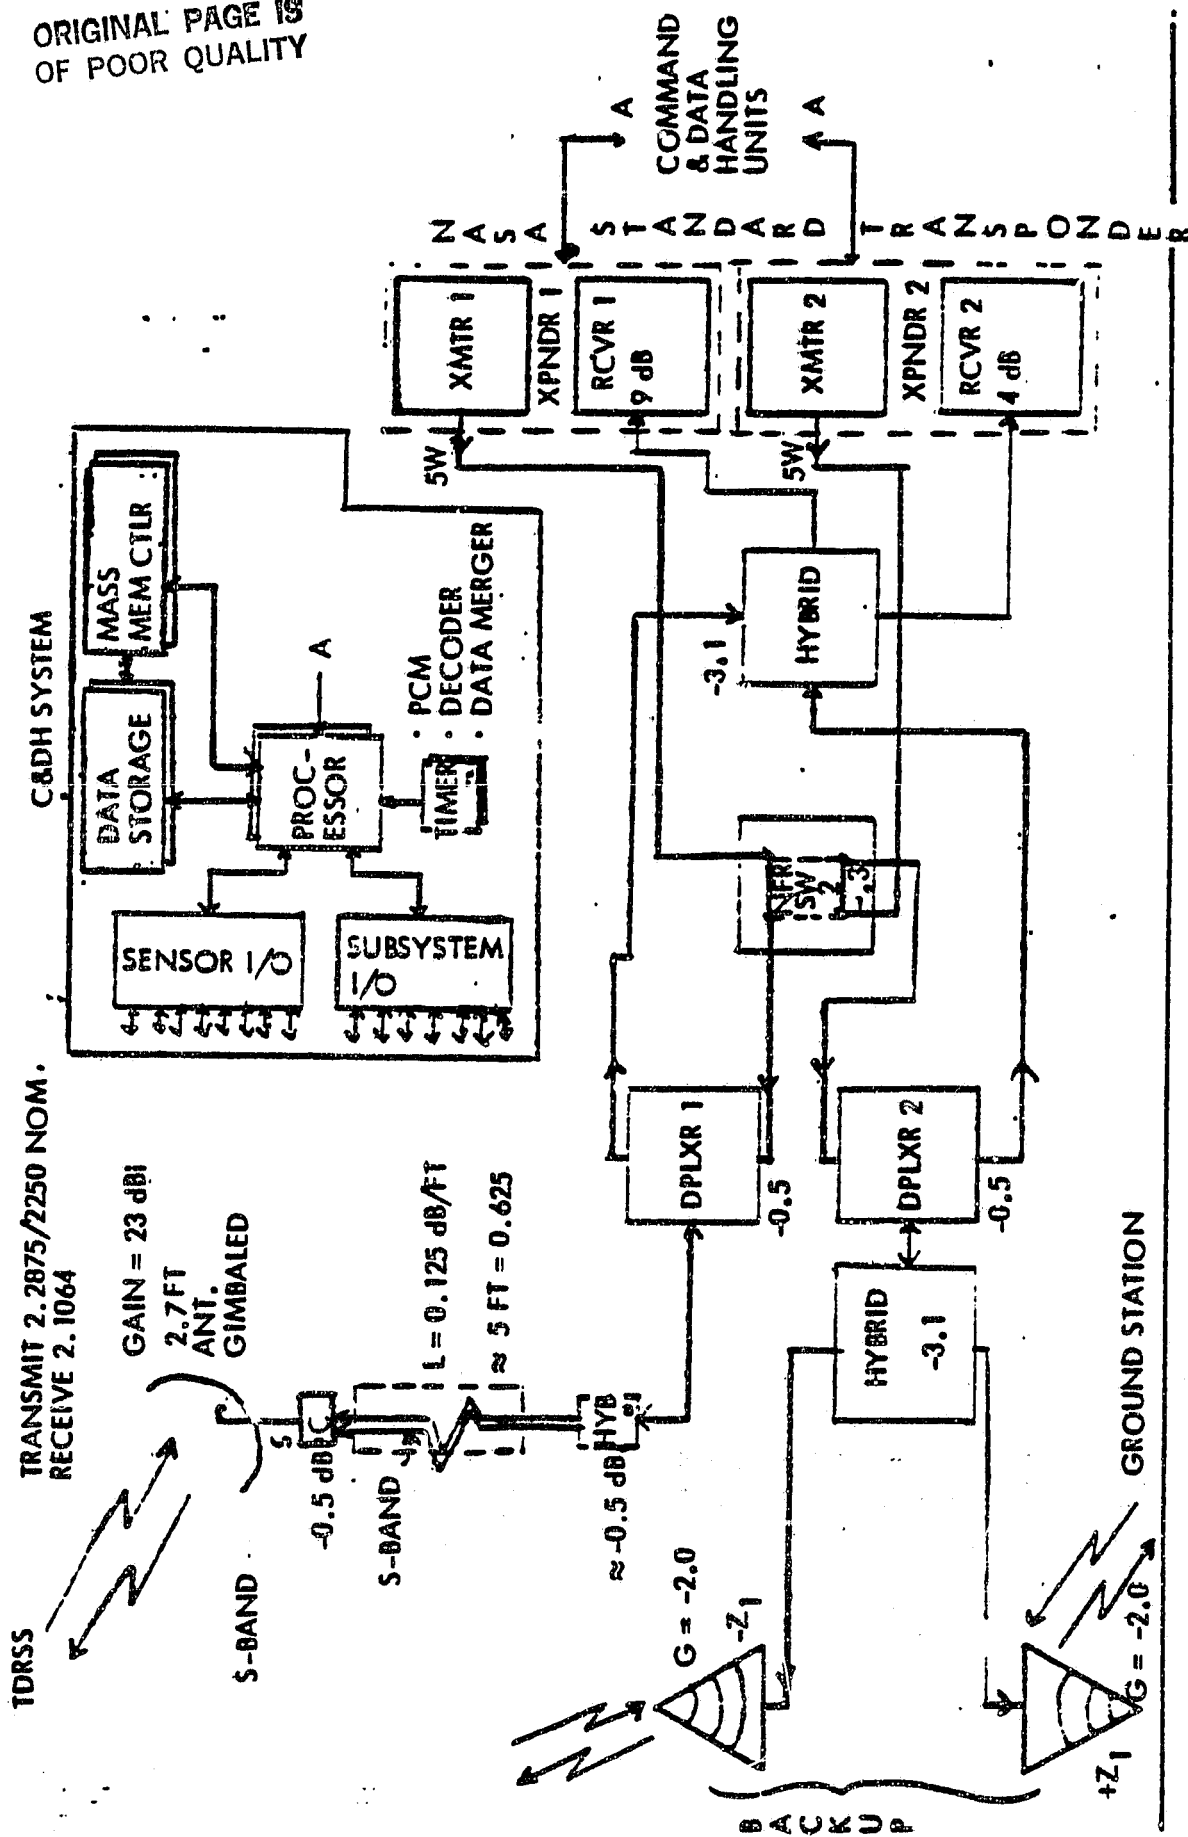 ORIGINAL PAGE IS
OF POOR QUALITY
TDRSS
TRANSMIT 2.2875/2250 NOM.
RECEIVE 2.1064
S-BAND
GAIN = 23 dBI
2.7 FT
ANT.
GIMBALED
S
-0.5 dB
C
S-BAND
L = 0.125 dB/FT
≈ 5 FT = 0.625
≈ -0.5 dB
HYB
C&DH SYSTEM
SENSOR I/O
SUBSYSTEM
I/O
DATA
STORAGE
MASS
MEM CTLR
PROC-
ESSOR
A
TIMER
• PCM
• DECODER
• DATA MERGER
NASA STANDARD TRANSPONDER
XMTR 1
XPNDR 1
RCVR 1
9 dB
XMTR 2
XPNDR 2
RCVR 2
4 dB
5W
5W
A
COMMAND
& DATA
HANDLING
UNITS
A
-3.1
HYBRID
SW
2
-.3
DPLXR 1
-0.5
DPLXR 2
-0.5
HYBRID
-3.1
G = -2.0
-Z1
BACKUP
+Z1
G = -2.0
GROUND STATION